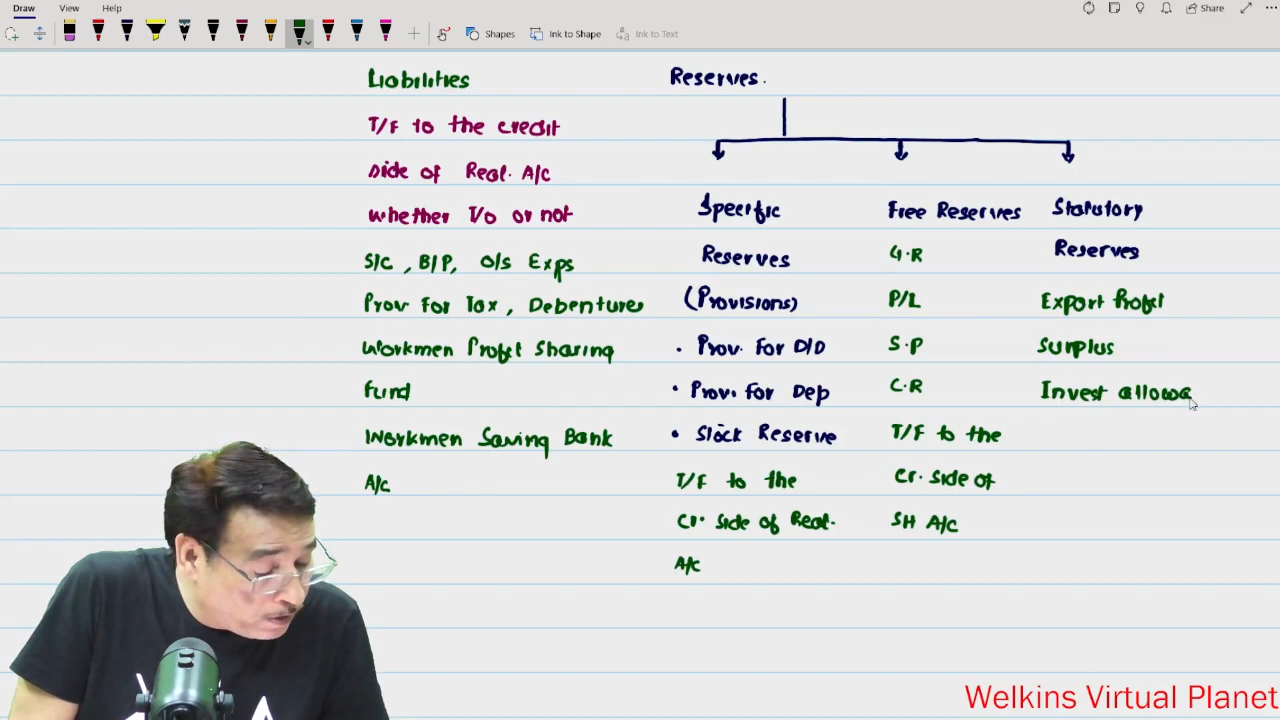 Draw View Help
Share
Shapes Ink to Shape Ink to Text
Liabilities
T/F to the credit
side of Real. A/c
whether T/o or not
S/c , B/P, O/s Exps
Prov for Tax , Debentures
Workmen Profit Sharing
Fund
Workmen Saving Bank
A/c
Reserves.
Specific
Reserves
(Provisions)
• Prov. For D/D
• Prov. For Dep
• Stock Reserve
T/F to the
Cr. side of Real.
A/c
Free Reserves
G.R
P/L
S.P
C.R
T/F to the
Cr. side of
SH A/C
Statutory
Reserves
Export Profit
Surplus
Invest allowa
Welkins Virtual Planet